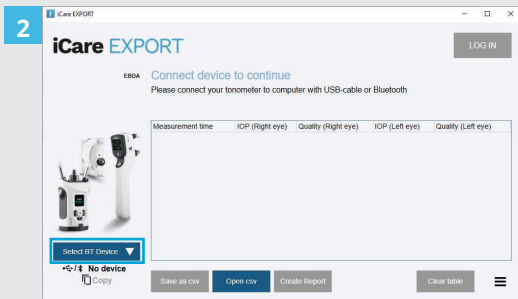 2
iCare EXPORT
iCare EXPORT
LOG IN
EBDA
Connect device to continue
Please connect your tonometer to computer with USB-cable or Bluetooth
Measurement time IOP (Right eye) Quality (Right eye) IOP (Left eye) Quality (Left eye)
Select BT Device
/ No device
Copy
Save as csv Open csv Create Report Clear table